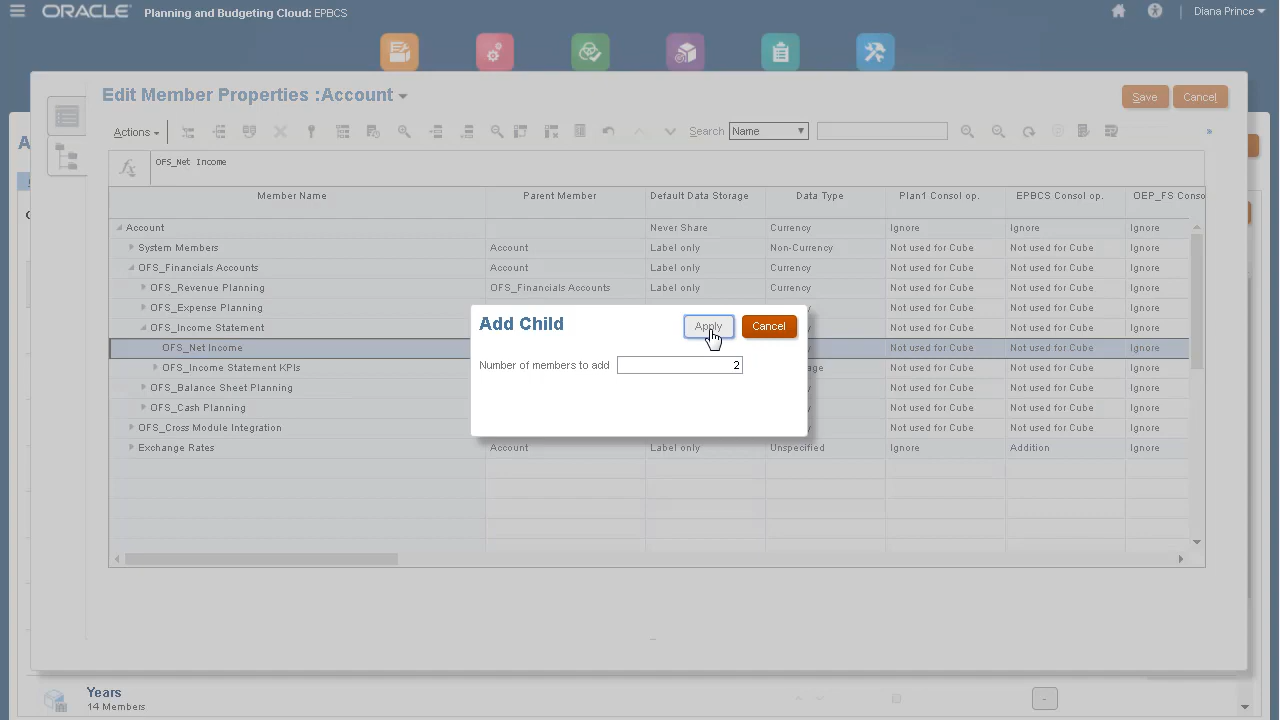 ORACLE Planning and Budgeting Cloud: EPBCS
Diana Prince
Edit Member Properties :Account
Save Cancel
Actions
Search Name
»
fx OFS_Net Income
Member Name Parent Member Default Data Storage Data Type Plan1 Consol op. EPBCS Consol op. OEP_FS Conso
Account Never Share Currency Ignore Ignore Ignore
System Members Account Label only Non-Currency Not used for Cube Not used for Cube Ignore
OFS_Financials Accounts Account Label only Currency Not used for Cube Not used for Cube Ignore
OFS_Revenue Planning OFS_Financials Accounts Label only Currency Not used for Cube Not used for Cube Ignore
OFS_Expense Planning Not used for Cube Not used for Cube Ignore
OFS_Income Statement Not used for Cube Not used for Cube Ignore
OFS_Net Income Not used for Cube Not used for Cube Ignore
OFS_Income Statement KPIs Not used for Cube Not used for Cube Ignore
OFS_Balance Sheet Planning Not used for Cube Not used for Cube Ignore
OFS_Cash Planning Not used for Cube Not used for Cube Ignore
OFS_Cross Module Integration Not used for Cube Not used for Cube Ignore
Exchange Rates Account Label only Unspecified Ignore Addition Ignore
Add Child
Apply Cancel
Number of members to add 2
Years
14 Members